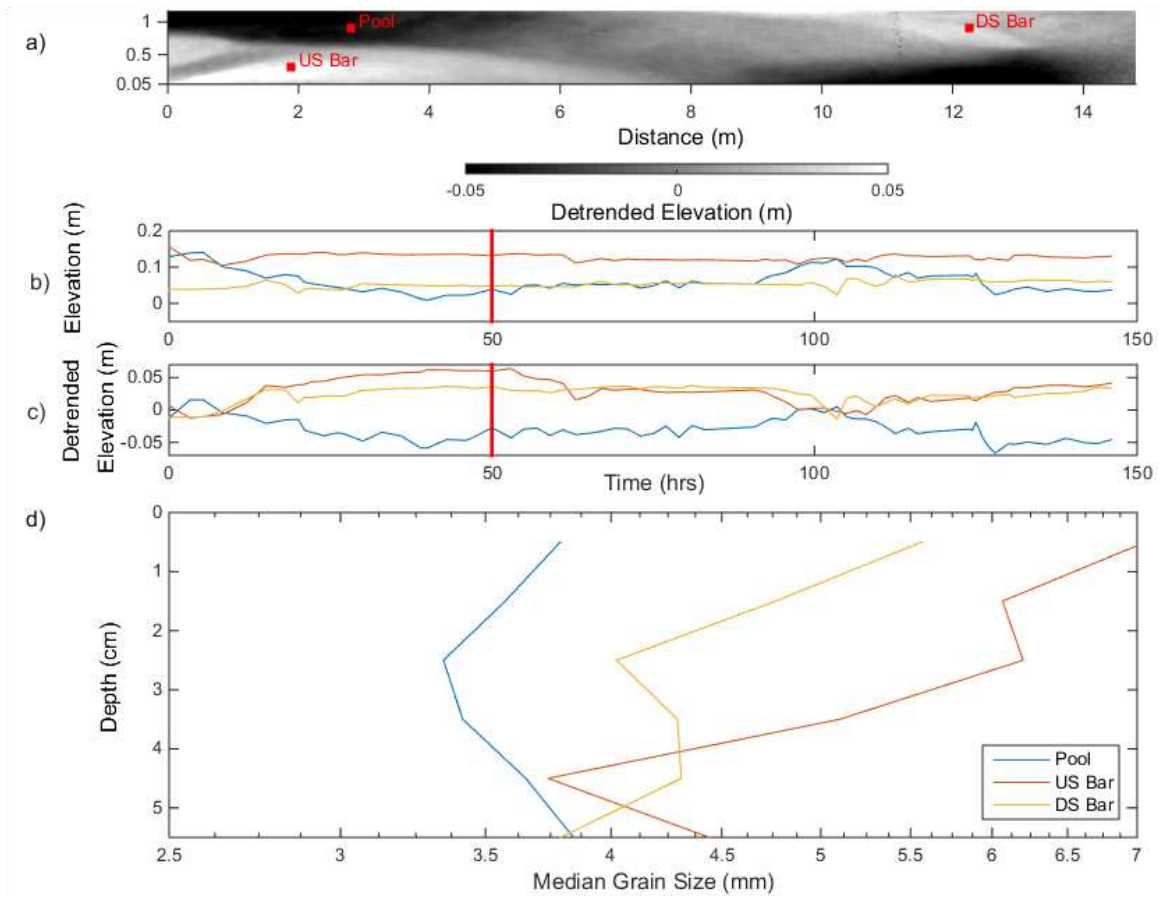 a)
1
0.5
0.05
Pool
US Bar
DS Bar
0 2 4 6 8 10 12 14
Distance (m)
-0.05 0 0.05
Detrended Elevation (m)
b)
Elevation (m)
0.2
0.1
0
0 50 100 150
c)
Detrended
Elevation (m)
0.05
0
-0.05
0 50 100 150
Time (hrs)
d)
Depth (cm)
0
1
2
3
4
5
Pool
US Bar
DS Bar
2.5 3 3.5 4 4.5 5 5.5 6 6.5 7
Median Grain Size (mm)